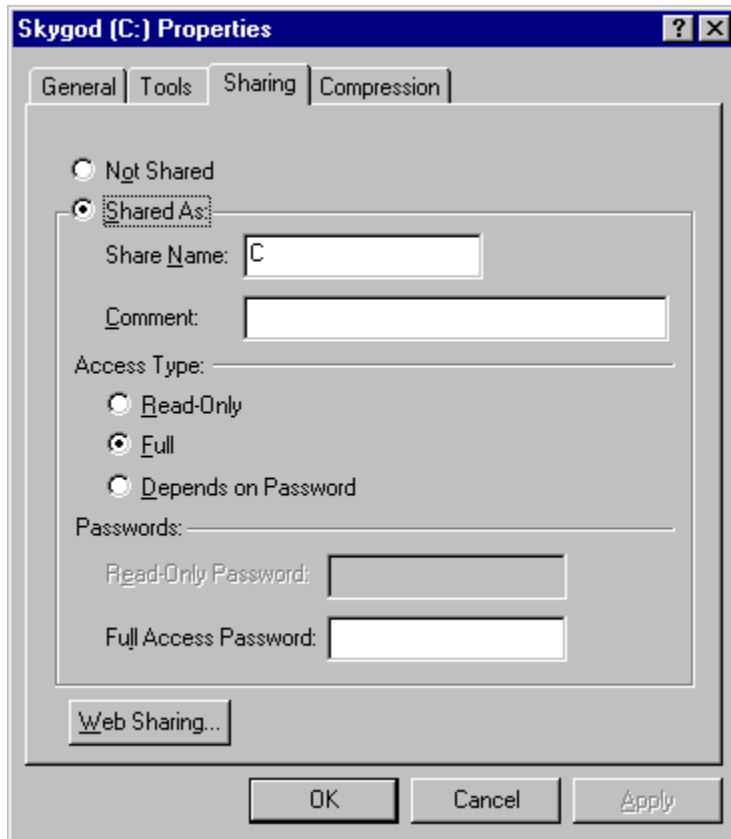 Skygod (C:) Properties
General Tools Sharing Compression
Not Shared
Shared As:
Share Name: C
Comment:
Access Type:
Read-Only
Full
Depends on Password
Passwords:
Read-Only Password:
Full Access Password:
Web Sharing...
OK Cancel Apply